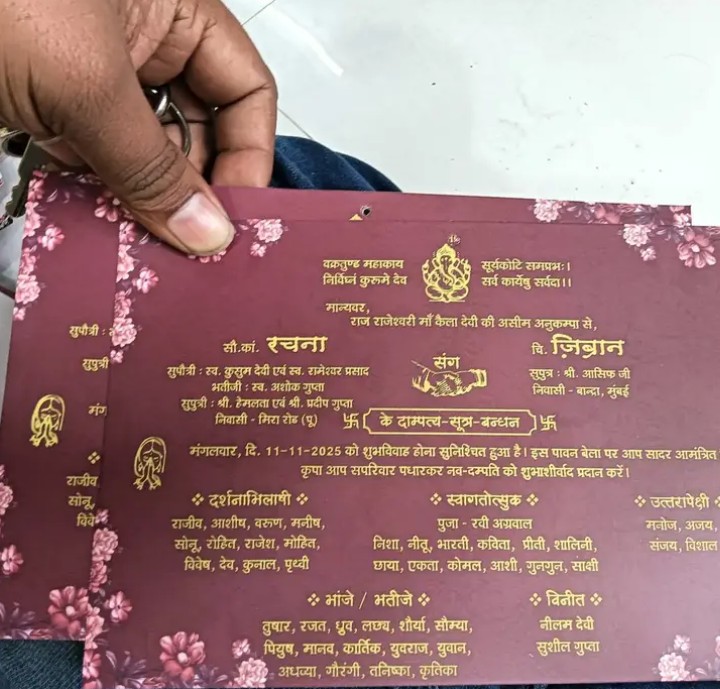 वक्रतुण्ड महाकाय सूर्यकोटि समप्रभः।
निर्विघ्नं कुरूमे देव सर्व कार्येषु सर्वदा।।
मान्यवर,
राज राजेश्वरी माँ कैला देवी की असीम अनुकम्पा से,
सौ.कां. रचना
सुपौत्री : स्व. कुसुम देवी एवं स्व. रामेश्वर प्रसाद
भतीजी : स्व. अशोक गुप्ता
सुपुत्री : श्री. हेमलता एवं श्री. प्रदीप गुप्ता
निवासी - मिरा रोड (पू)
संग
चि. ज़िब्रान
सुपुत्र : श्री. आसिफ जी
निवासी - बान्द्रा, मुंबई
के दाम्पत्य-सूत्र-बन्धन
मंगलवार, दि. 11-11-2025 को शुभविवाह होना सुनिश्चित हुआ है। इस पावन बेला पर आप सादर आमंत्रित
कृपा आप सपरिवार पधारकर नव-दम्पति को शुभाशीर्वाद प्रदान करें।
दर्शनाभिलाषी
राजीव, आशीष, वरूण, मनीष,
सोनू, रोहित, राजेश, मोहित,
विवेष, देव, कुनाल, पृथ्वी
स्वागतोत्सुक
पुजा - रवी अग्रवाल
निशा, नीतू, भारती, कविता, प्रीती, शालिनी,
छाया, एकता, कोमल, आशी, गुनगुन, साक्षी
उत्तरापेक्षी
मनोज, अजय
संजय, विशाल
भांजे / भतीजे
तुषार, रजत, ध्रुव, लछ्य, शौर्या, सौम्या,
पियुष, मानव, कार्तिक, युवराज, युवान,
अधव्या, गौरंगी, तनिष्का, कृतिका
विनीत
नीलम देवी
सुशील गुप्ता
सुपौत्री :
सुपुत्री
राजीव
सोनू,